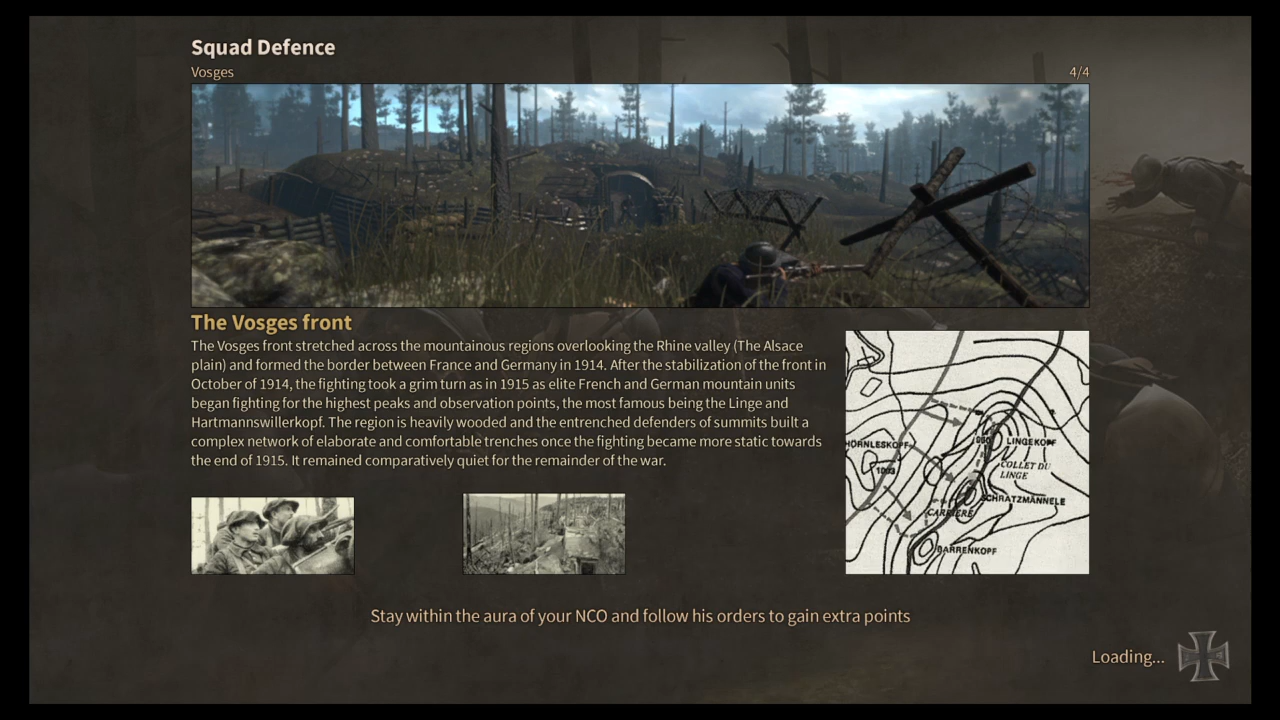 Squad Defence
Vosges
4/4
The Vosges front
The Vosges front stretched across the mountainous regions overlooking the Rhine valley (The Alsace
plain) and formed the border between France and Germany in 1914. After the stabilization of the front in
October of 1914, the fighting took a grim turn as in 1915 as elite French and German mountain units
began fighting for the highest peaks and observation points, the most famous being the Linge and
Hartmannswillerkopf. The region is heavily wooded and the entrenched defenders of summits built a
complex network of elaborate and comfortable trenches once the fighting became more static towards
the end of 1915. It remained comparatively quiet for the remainder of the war.
HÖRNLESKOPF
LINGEKOPF
COLLET DU
LINGE
SCHRATZMÄNNELE
CARRIÈRE
BARRENKOPF
Stay within the aura of your NCO and follow his orders to gain extra points
Loading...